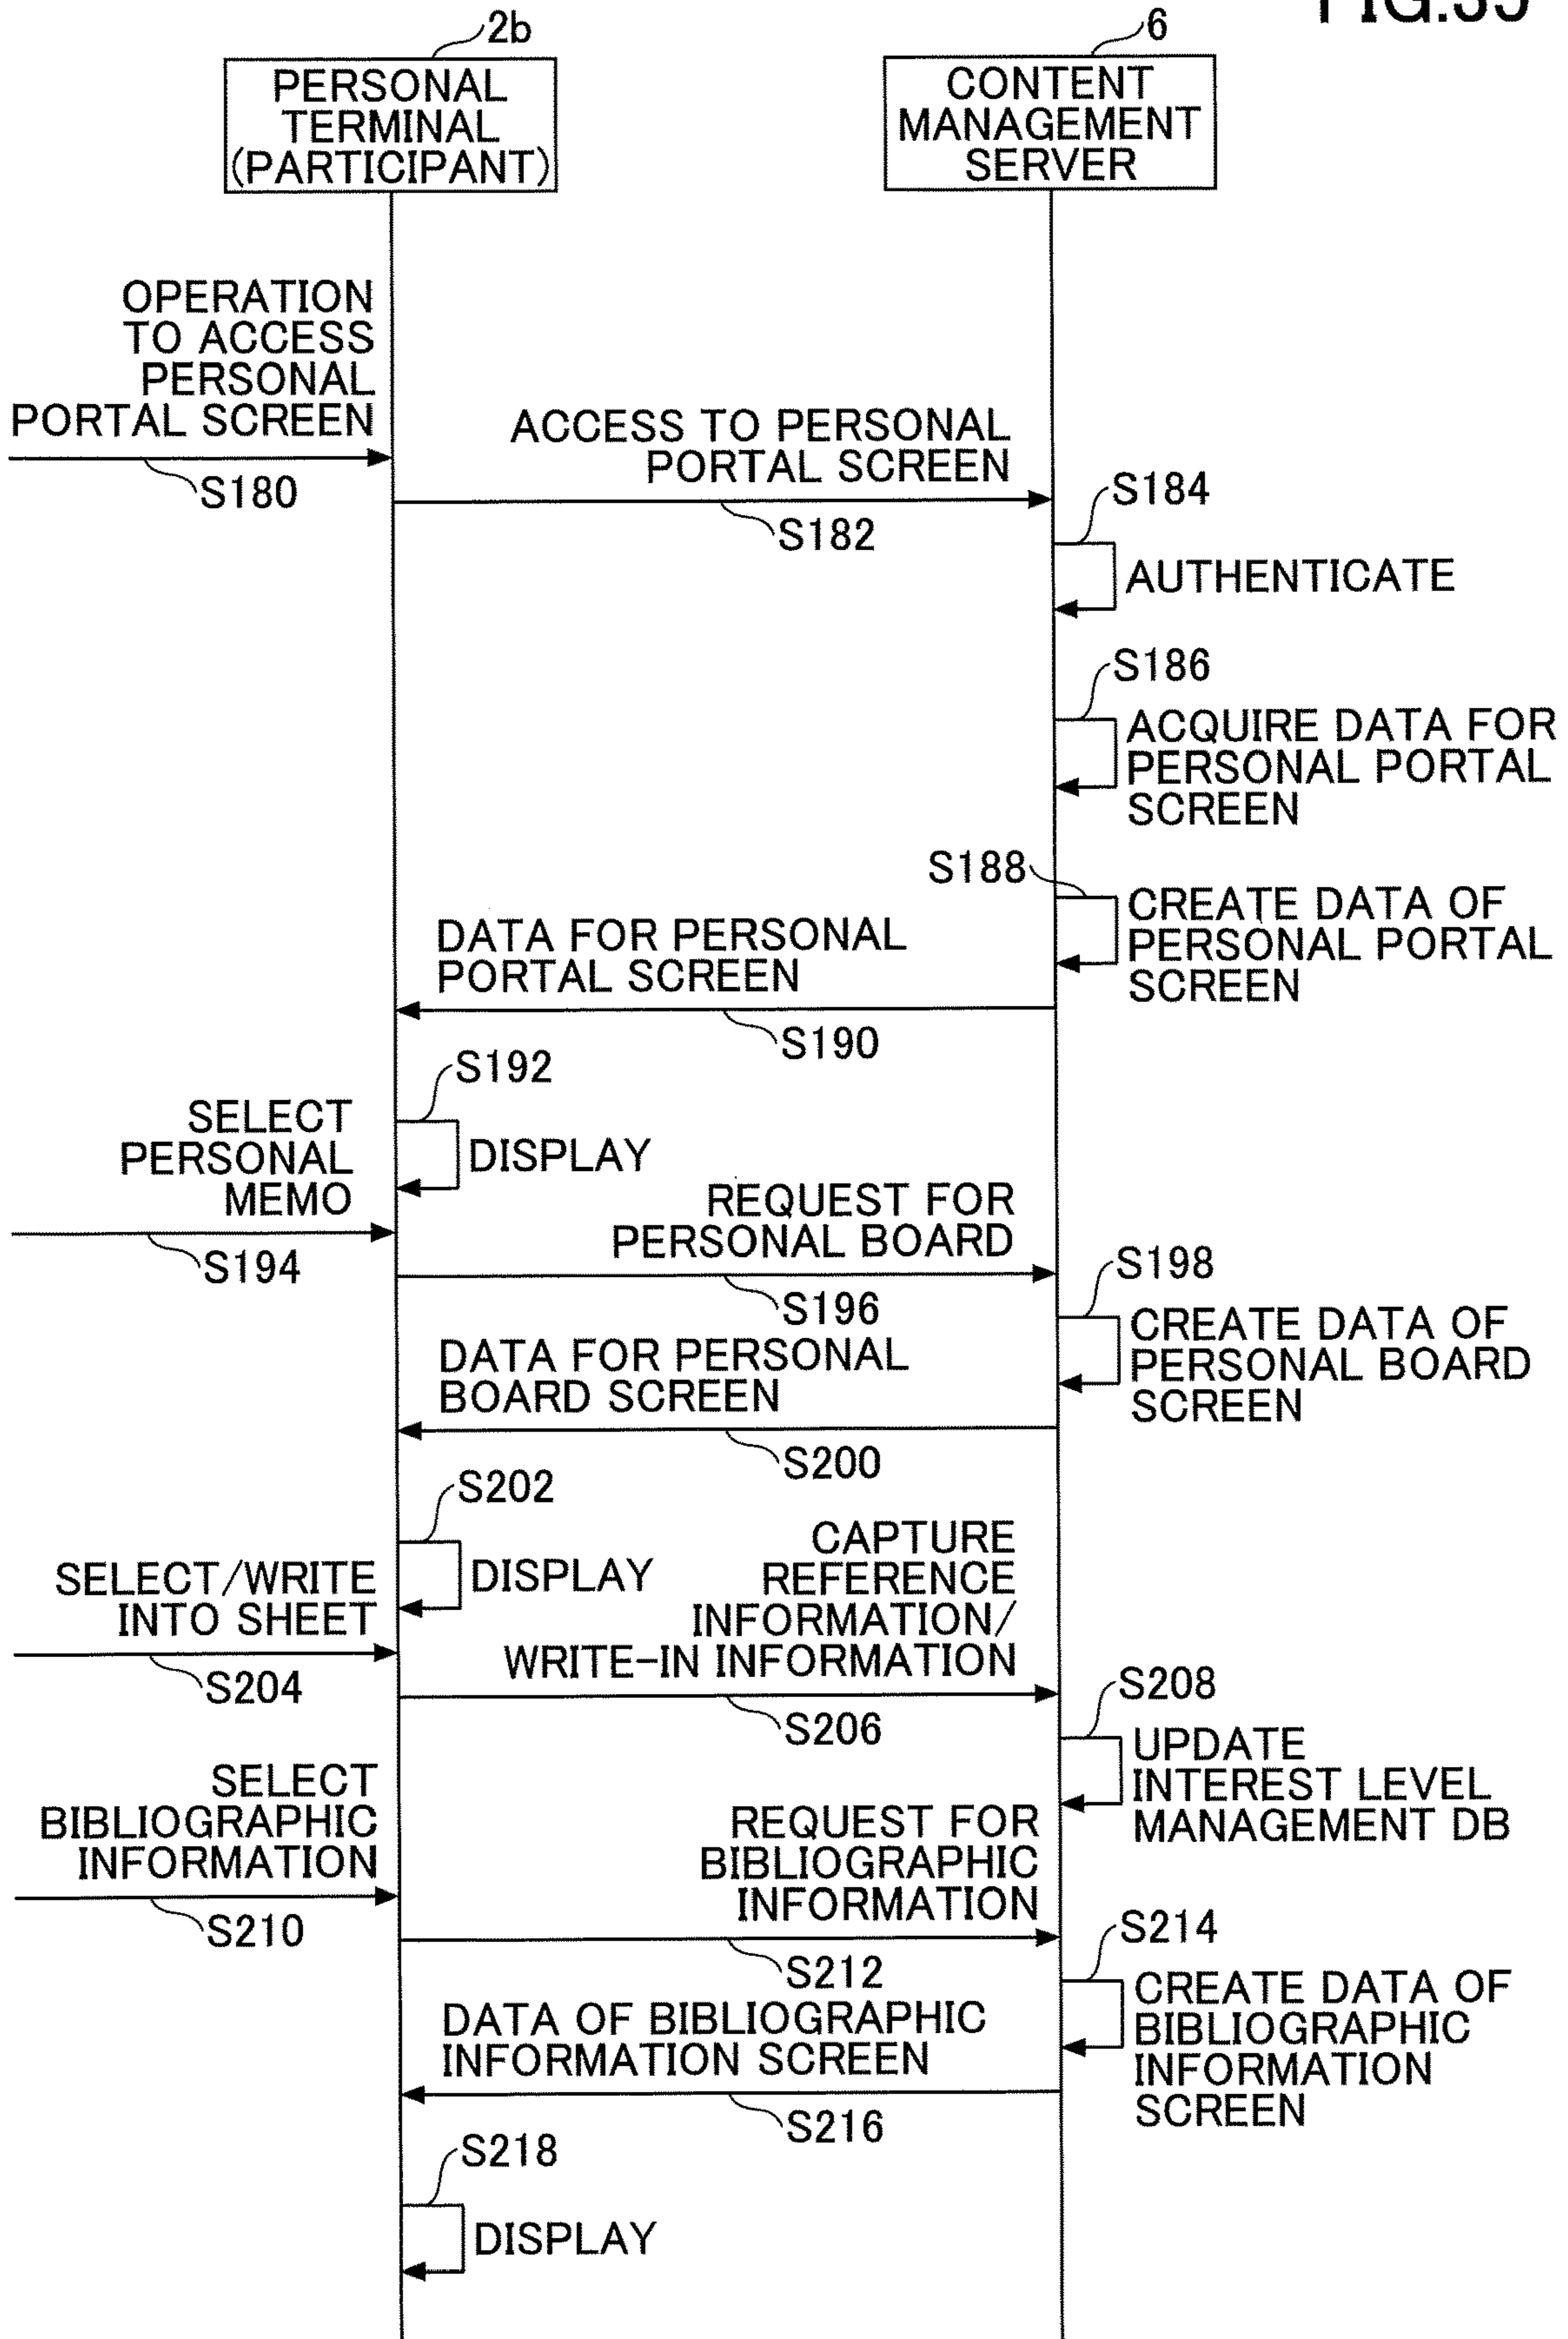 2b
6
PERSONAL
TERMINAL
(PARTICIPANT)
CONTENT
MANAGEMENT
SERVER
OPERATION
TO ACCESS
PERSONAL
PORTAL SCREEN
S180
ACCESS TO PERSONAL
PORTAL SCREEN
S182
S184
AUTHENTICATE
S186
ACQUIRE DATA FOR
PERSONAL PORTAL
SCREEN
S188
CREATE DATA OF
PERSONAL PORTAL
SCREEN
DATA FOR PERSONAL
PORTAL SCREEN
S190
S192
DISPLAY
SELECT
PERSONAL
MEMO
S194
REQUEST FOR
PERSONAL BOARD
S196
S198
CREATE DATA OF
PERSONAL BOARD
SCREEN
DATA FOR PERSONAL
BOARD SCREEN
S200
S202
DISPLAY
SELECT/WRITE
INTO SHEET
S204
CAPTURE
REFERENCE
INFORMATION/
WRITE-IN INFORMATION
S206
S208
UPDATE
INTEREST LEVEL
MANAGEMENT DB
SELECT
BIBLIOGRAPHIC
INFORMATION
S210
REQUEST FOR
BIBLIOGRAPHIC
INFORMATION
S212
S214
CREATE DATA OF
BIBLIOGRAPHIC
INFORMATION
SCREEN
DATA OF BIBLIOGRAPHIC
INFORMATION SCREEN
S216
S218
DISPLAY